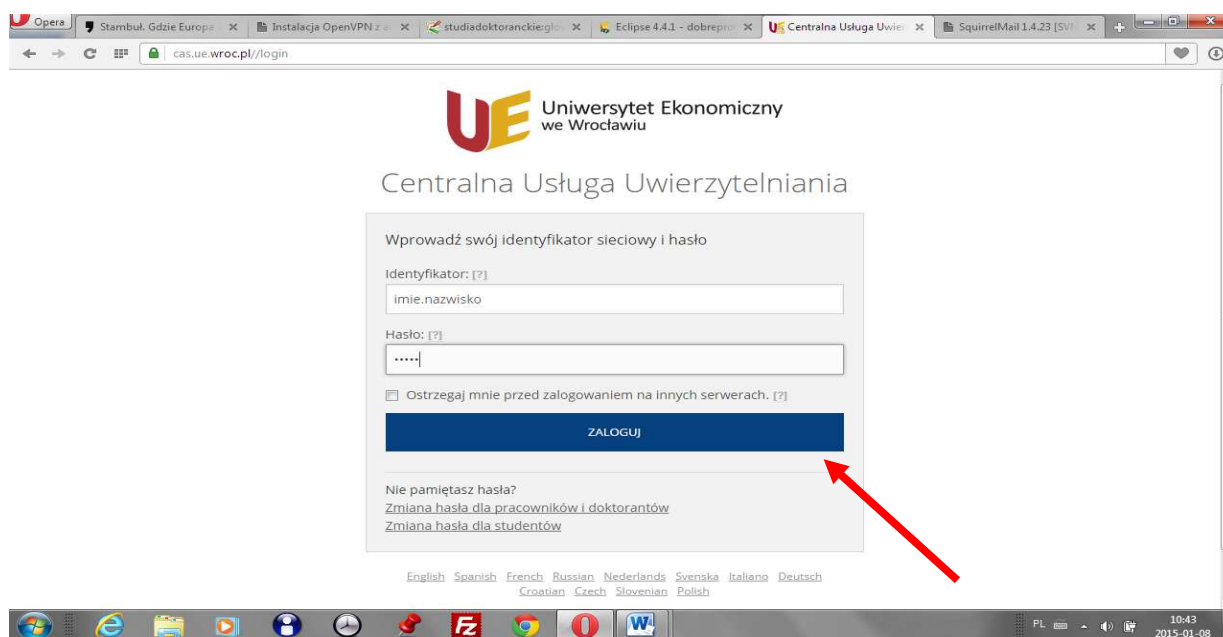 Opera
Stambuł. Gdzie Europa
Instalacja OpenVPN z
studiadoktoranckie:glo
Eclipse 4.4.1 - dobrepro
Centralna Usługa Uwier
SquirrelMail 1.4.23 [SVN
cas.ue.wroc.pl//login
UE
Uniwersytet Ekonomiczny
we Wrocławiu
Centralna Usługa Uwierzytelniania
Wprowadź swój identyfikator sieciowy i hasło
Identyfikator: [?]
imie.nazwisko
Hasło: [?]
•••••
Ostrzegaj mnie przed zalogowaniem na innych serwerach. [?]
ZALOGUJ
Nie pamiętasz hasła?
Zmiana hasła dla pracowników i doktorantów
Zmiana hasła dla studentów
English Spanish French Russian Nederlands Svenska Italiano Deutsch
Croatian Czech Slovenian Polish
PL
10:43
2015-01-08